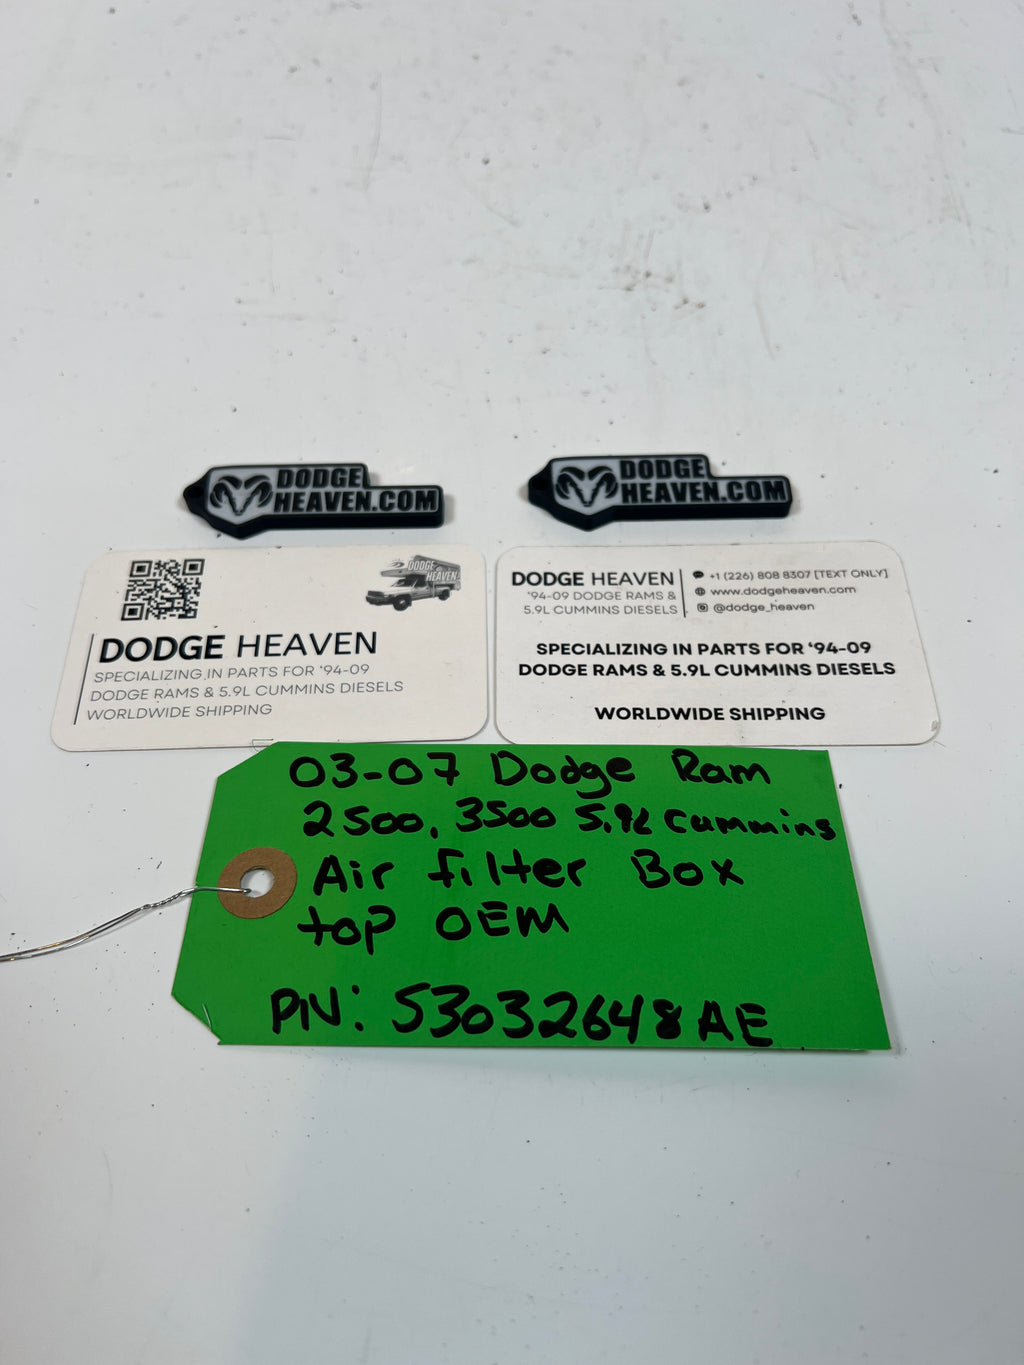 DODGE
HEAVEN.COM
DODGE
HEAVEN.COM
DODGE
HEAVEN
DODGE HEAVEN
SPECIALIZING IN PARTS FOR ‘94-09
DODGE RAMS & 5.9L CUMMINS DIESELS
WORLDWIDE SHIPPING
DODGE HEAVEN
'94-09 DODGE RAMS &
5.9L CUMMINS DIESELS
+1 (226) 808 8307 [TEXT ONLY]
www.dodgeheaven.com
@dodge_heaven
SPECIALIZING IN PARTS FOR ‘94-09
DODGE RAMS & 5.9L CUMMINS DIESELS
WORLDWIDE SHIPPING
03-07 Dodge Ram
2500, 3500 5.9L cummins
Air filter Box
top OEM
PN: 53032648AE